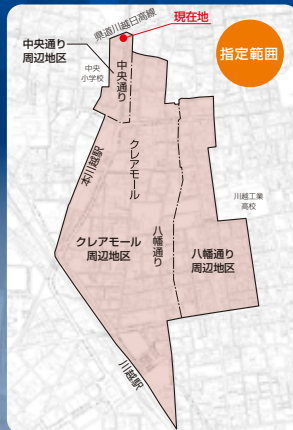 県道川越日高線
現在地
指定範囲
中央通り
周辺地区
中央
小学校
中央通り
クレアモール
本川越駅
川越工業
高校
クレアモール
周辺地区
八幡通り
八幡通り
周辺地区
川越駅